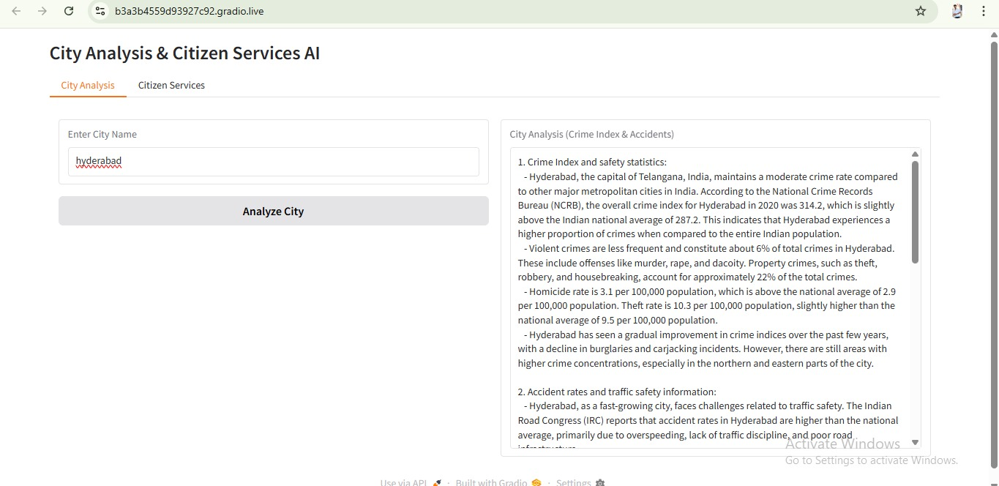 b3a3b4559d93927c92.gradio.live
City Analysis & Citizen Services AI
City Analysis
Citizen Services
Enter City Name
hyderabad
Analyze City
City Analysis (Crime Index & Accidents)
1. Crime Index and safety statistics:
- Hyderabad, the capital of Telangana, India, maintains a moderate crime rate compared
to other major metropolitan cities in India. According to the National Crime Records
Bureau (NCRB), the overall crime index for Hyderabad in 2020 was 314.2, which is slightly
above the Indian national average of 287.2. This indicates that Hyderabad experiences a
higher proportion of crimes when compared to the entire Indian population.
- Violent crimes are less frequent and constitute about 6% of total crimes in Hyderabad.
These include offenses like murder, rape, and dacoity. Property crimes, such as theft,
robbery, and housebreaking, account for approximately 22% of the total crimes.
- Homicide rate is 3.1 per 100,000 population, which is above the national average of 2.9
per 100,000 population. Theft rate is 10.3 per 100,000 population, slightly higher than the
national average of 9.5 per 100,000 population.
- Hyderabad has seen a gradual improvement in crime indices over the past few years,
with a decline in burglaries and carjacking incidents. However, there are still areas with
higher crime concentrations, especially in the northern and eastern parts of the city.
2. Accident rates and traffic safety information:
- Hyderabad, as a fast-growing city, faces challenges related to traffic safety. The Indian
Road Congress (IRC) reports that accident rates in Hyderabad are higher than the national
average, primarily due to overspeeding, lack of traffic discipline, and poor road
Activate Windows
Go to Settings to activate Windows.
Use via API · Built with Gradio · Settings